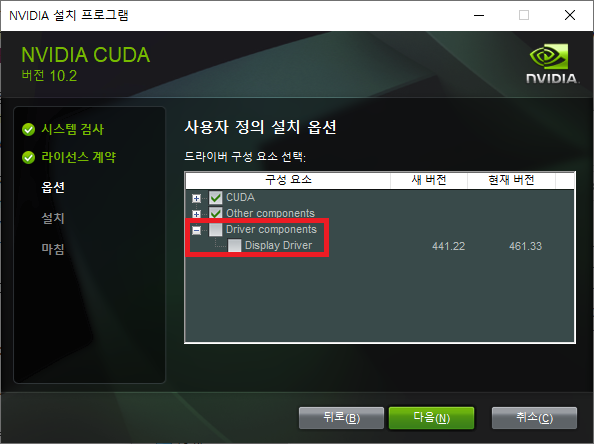 NVIDIA 설치 프로그램
NVIDIA CUDA
버전 10.2
NVIDIA.
시스템 검사
라이선스 계약
옵션
설치
마침
사용자 정의 설치 옵션
드라이버 구성 요소 선택:
구성 요소 새 버전 현재 버전
CUDA
Other components
Driver components
Display Driver 441.22 461.33
뒤로(B) 다음(N) 취소(C)